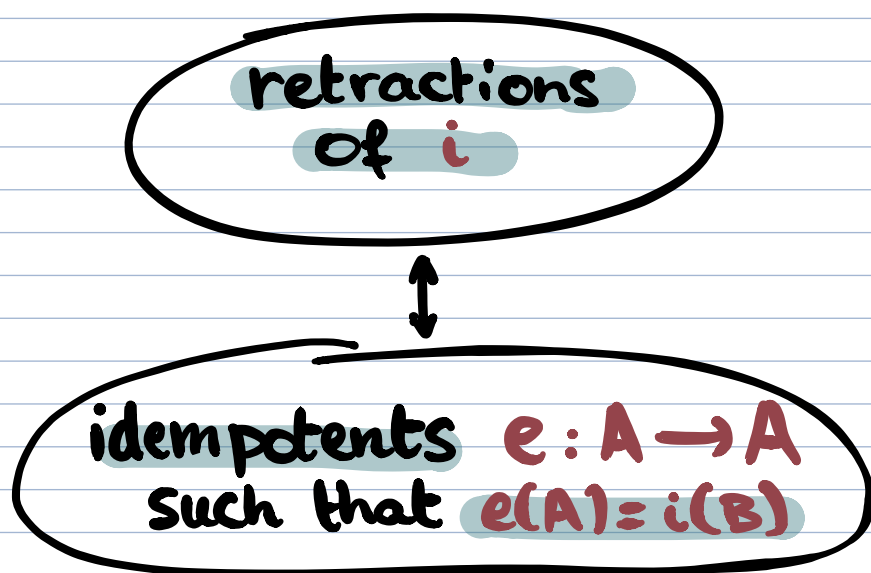 retractions
of i
idempotents e : A → A
such that e(A) = i(B)